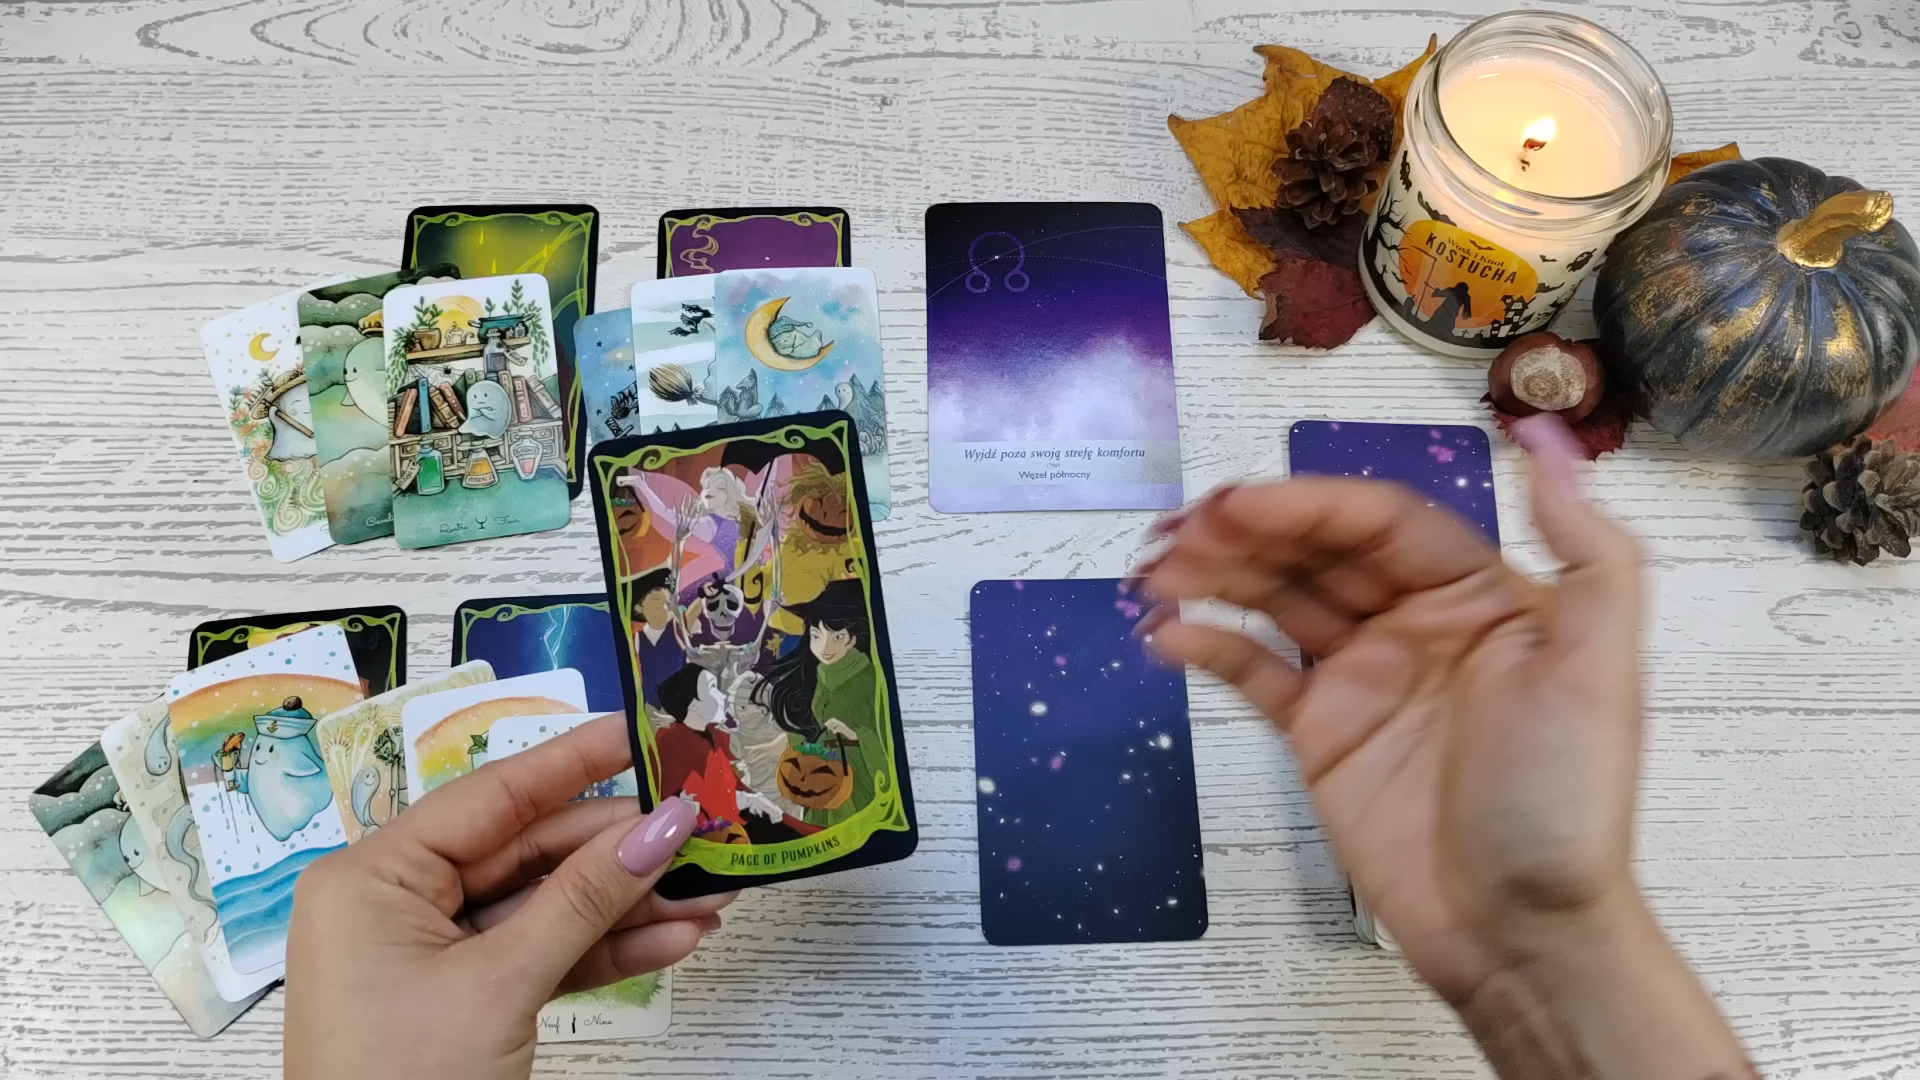 Wosk i Knot
KOSTUCHA
Wyjdź poza swoją strefę komfortu
Węzeł północny
Quatre Four
PAGE OF PUMPKINS
Neuf Nine